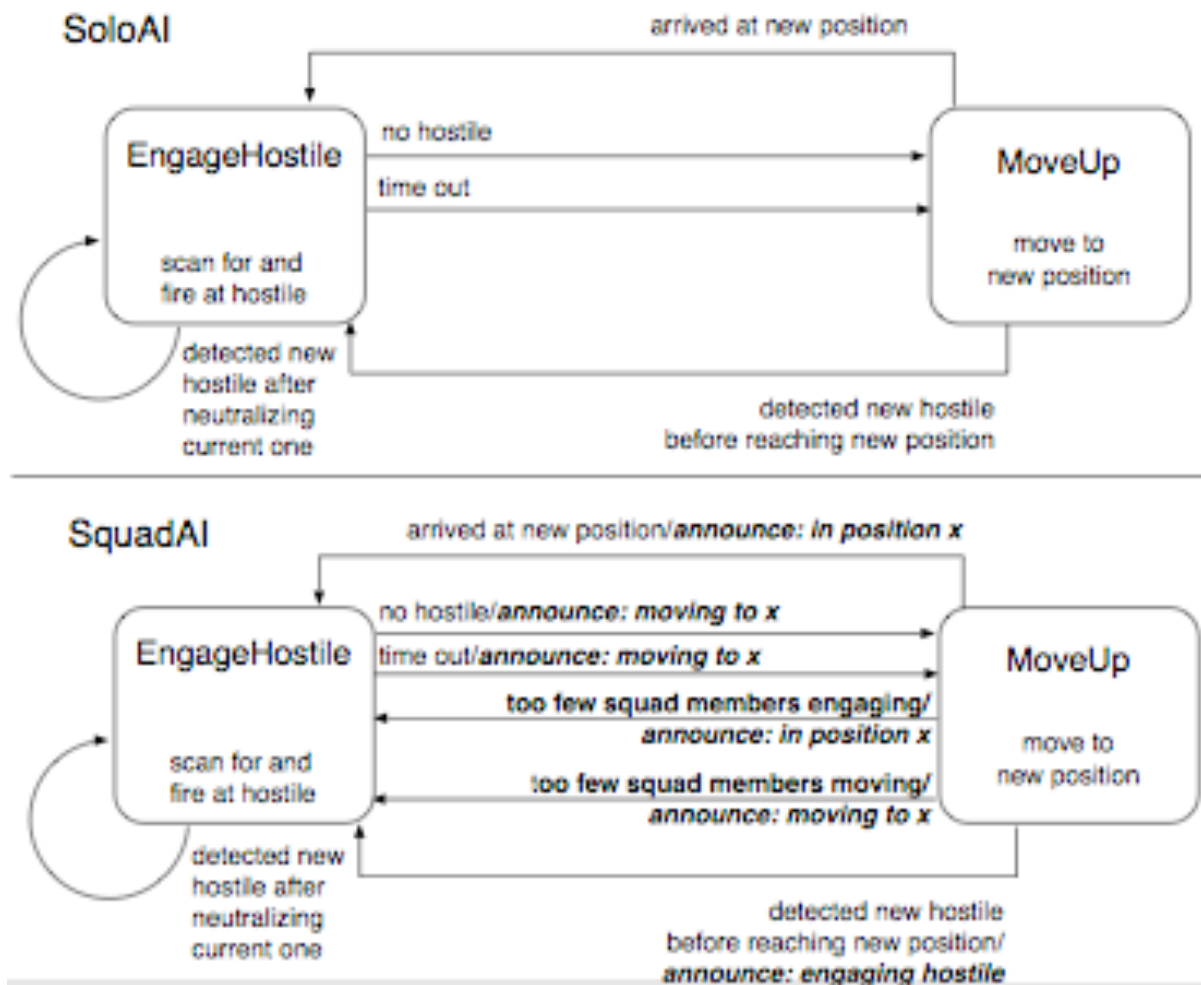 SoloAI
arrived at new position
EngageHostile
no hostile
MoveUp
time out
scan for and
fire at hostile
move to
new position
detected new
hostile after
neutralizing
current one
detected new hostile
before reaching new position
SquadAI
arrived at new position/announce: in position x
EngageHostile
no hostile/announce: moving to x
time out/announce: moving to x
MoveUp
too few squad members engaging/
announce: in position x
scan for and
fire at hostile
move to
new position
too few squad members moving/
announce: moving to x
detected new
hostile after
neutralizing
current one
detected new hostile
before reaching new position/
announce: engaging hostile